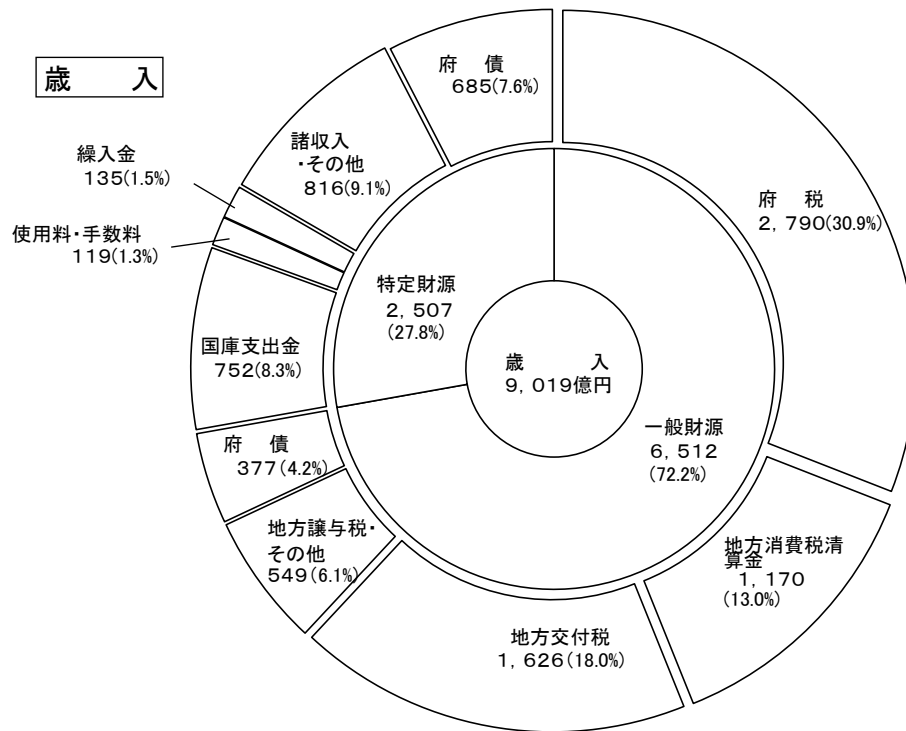 歳　　入
府　債
685(7.6%)
府　税
2,790(30.9%)
諸収入
・その他
816(9.1%)
繰入金
135(1.5%)
使用料・手数料
119(1.3%)
特定財源
2,507
(27.8%)
国庫支出金
752(8.3%)
歳　　入
9,019億円
一般財源
6,512
(72.2%)
府　債
377(4.2%)
地方譲与税・
その他
549(6.1%)
地方消費税清
算金
1,170
(13.0%)
地方交付税
1,626(18.0%)